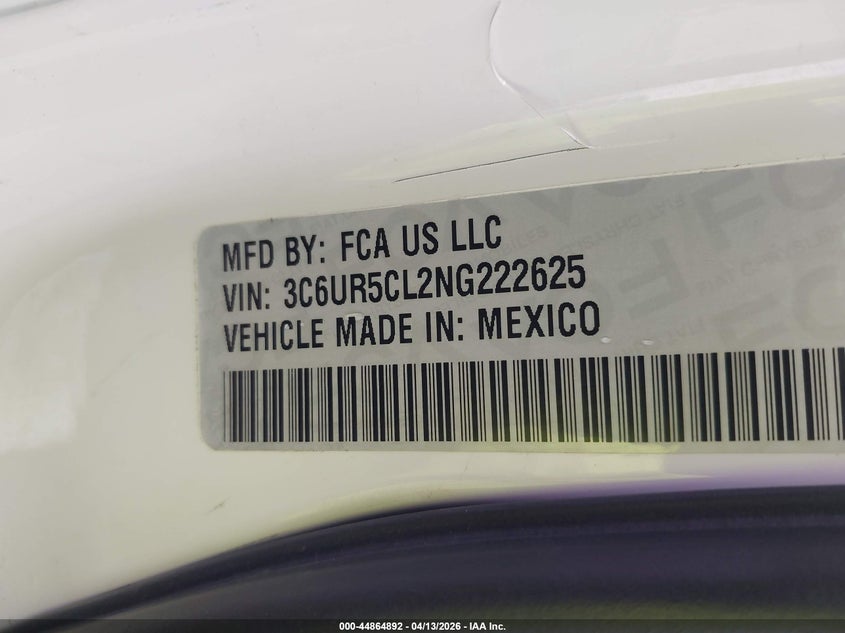 MFD BY: FCA US LLC
VIN: 3C6UR5CL2NG222625
VEHICLE MADE IN: MEXICO
000-44864892 - 04/13/2026 - IAA Inc.